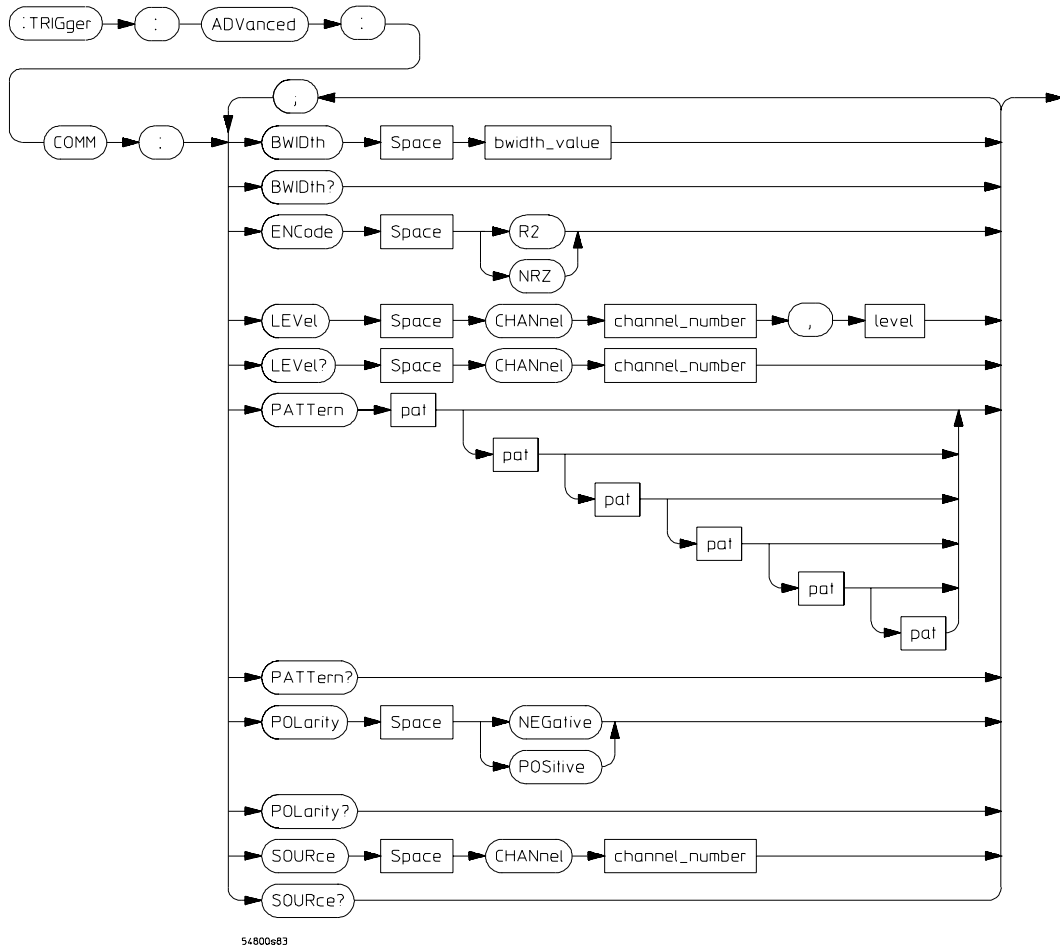 :TRIGger : ADVanced :
;
COMM : BWIDth Space bwidth_value
BWIDth?
ENCode Space R2
NRZ
LEVel Space CHANnel channel_number , level
LEVel? Space CHANnel channel_number
PATTern pat
pat
pat
pat
pat
pat
PATTern?
POLarity Space NEGative
POSitive
POLarity?
SOURce Space CHANnel channel_number
SOURce?
54800s83